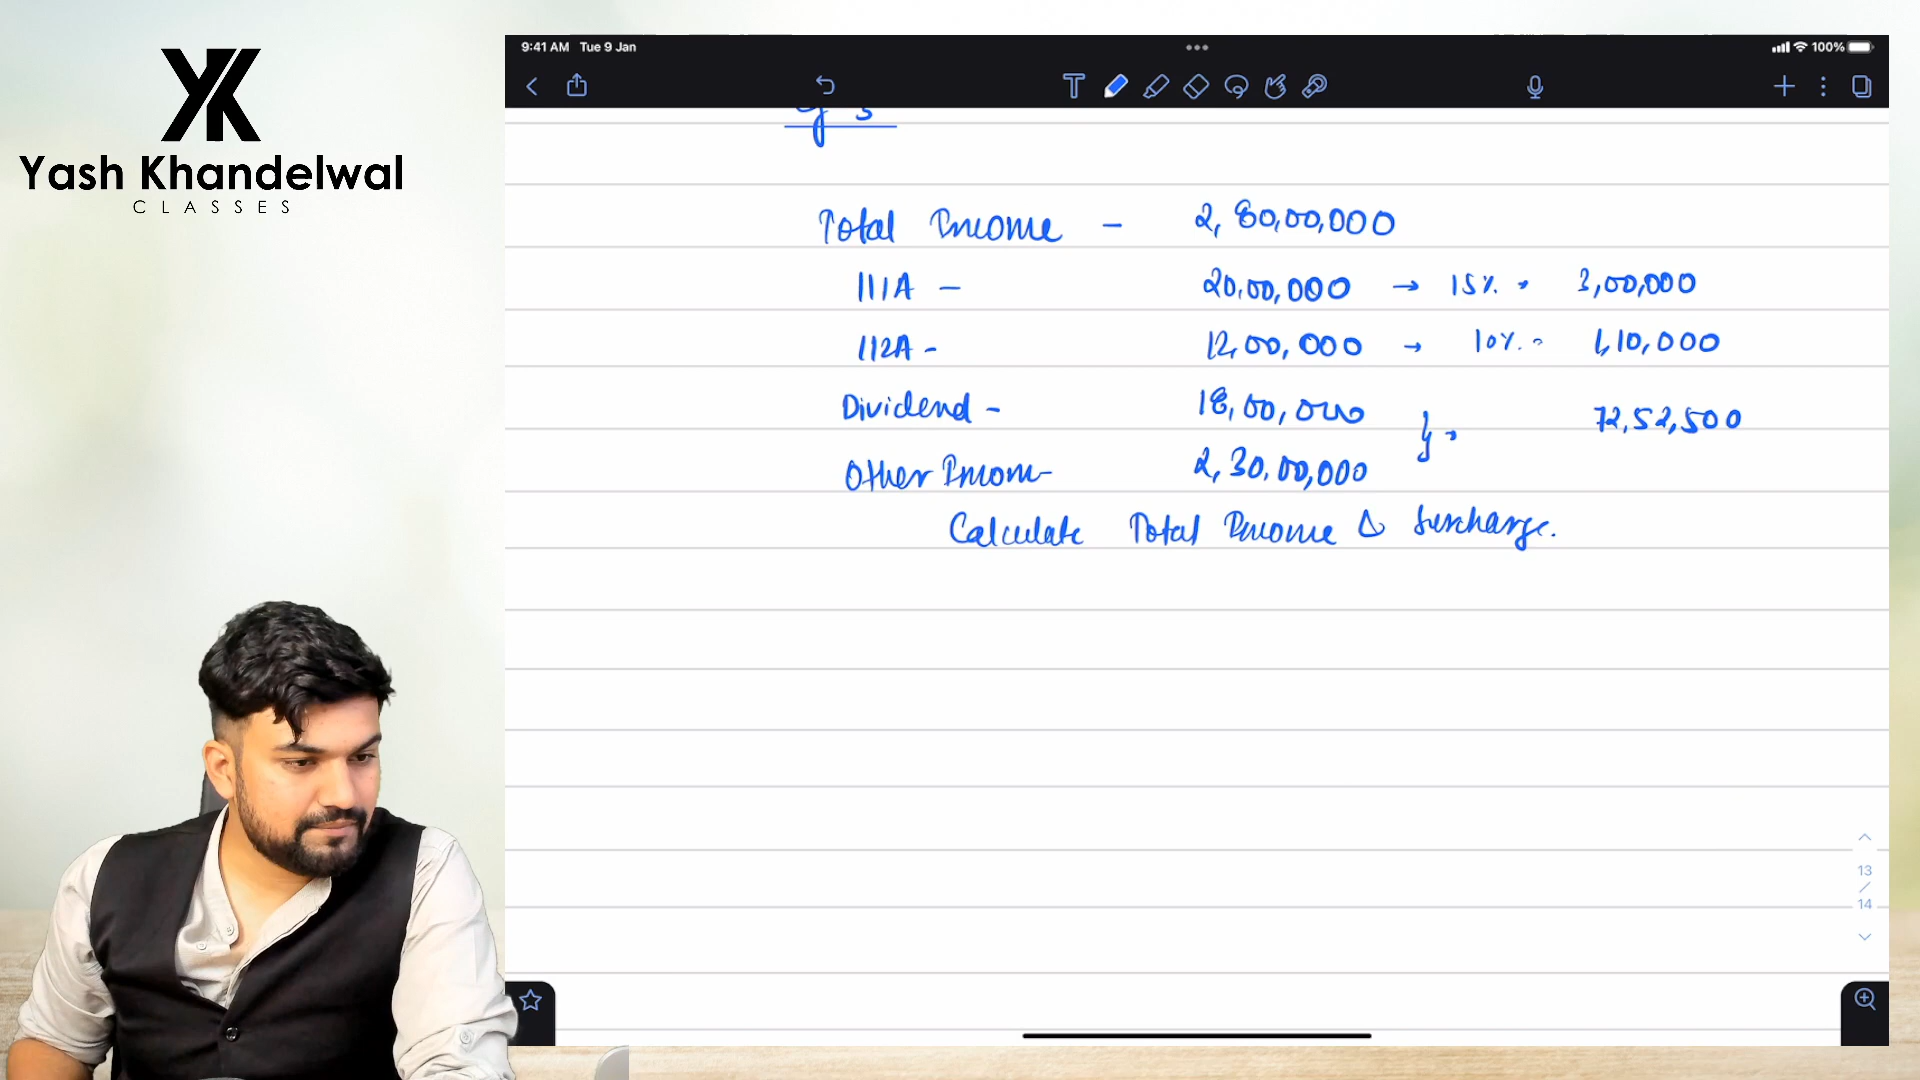 YK
Yash Khandelwal
CLASSES
9:41 AM Tue 9 Jan
100%
Total Income - 2,80,00,000
111A - 20,00,000 → 15% 3,00,000
112A - 12,00,000 → 10% 1,10,000
Dividend - 18,00,000
72,52,500
Other Income - 2,30,00,000
Calculate Total Income & Surcharge.
13
/
14